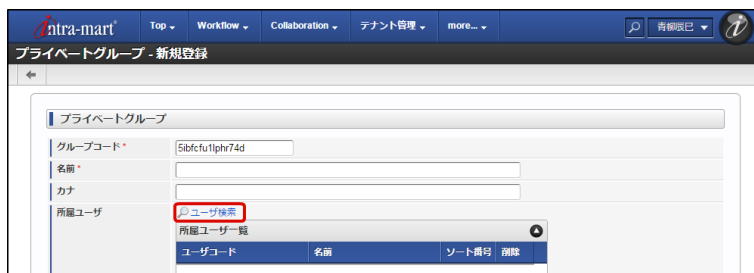 intra-mart Top Workflow Collaboration テナント管理 more... 青柳辰巳
プライベートグループ - 新規登録
プライベートグループ
グループコード * 5ibfcfu1lphr74d
名前 *
カナ
所属ユーザ ユーザ検索
所属ユーザ一覧
ユーザコード 名前 ソート番号 削除